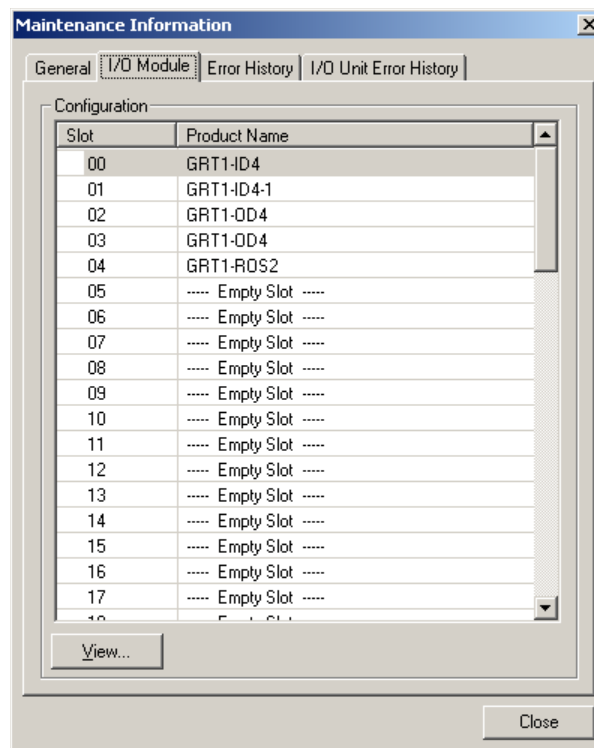 Maintenance Information
General I/O Module Error History I/O Unit Error History
Configuration
Slot Product Name
00 GRT1-ID4
01 GRT1-ID4-1
02 GRT1-OD4
03 GRT1-OD4
04 GRT1-ROS2
05 ----- Empty Slot -----
06 ----- Empty Slot -----
07 ----- Empty Slot -----
08 ----- Empty Slot -----
09 ----- Empty Slot -----
10 ----- Empty Slot -----
11 ----- Empty Slot -----
12 ----- Empty Slot -----
13 ----- Empty Slot -----
14 ----- Empty Slot -----
15 ----- Empty Slot -----
16 ----- Empty Slot -----
17 ----- Empty Slot -----
View...
Close